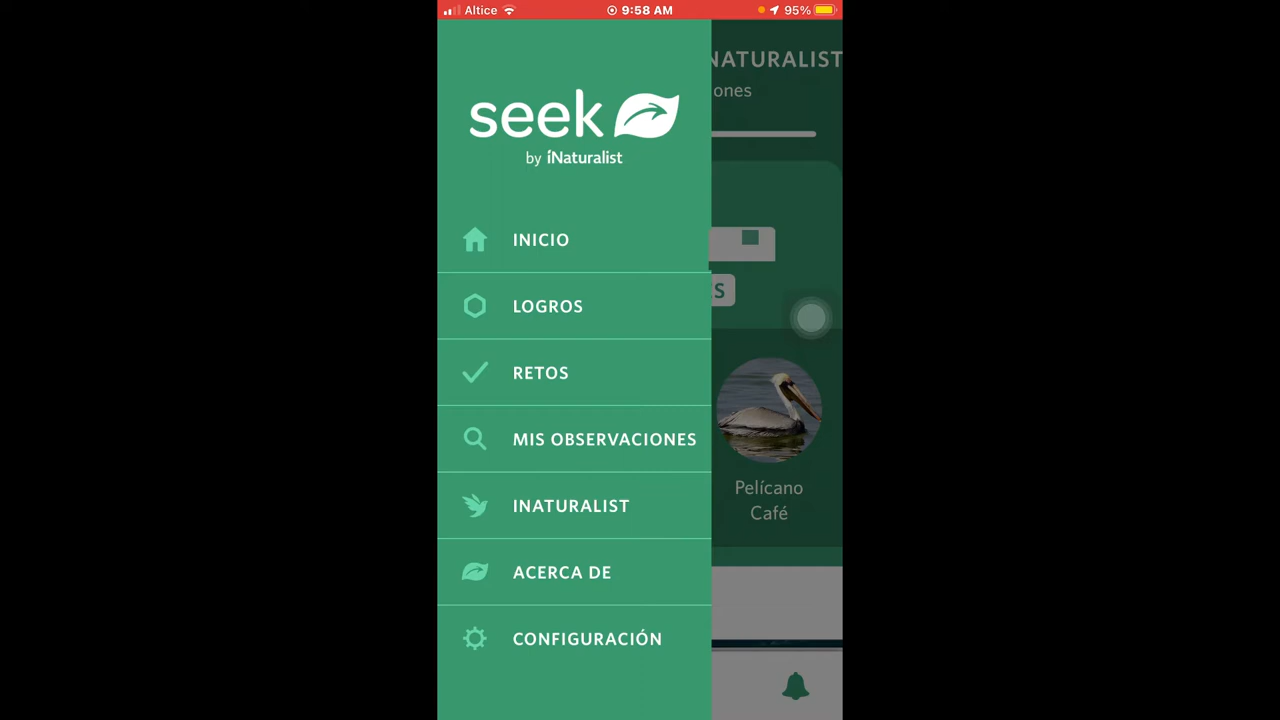 Altice 9:58 AM 95%
NATURALIST
ones
seek
by iNaturalist
INICIO
LOGROS
RETOS
MIS OBSERVACIONES
INATURALIST
ACERCA DE
CONFIGURACIÓN
S
Pelícano
Café